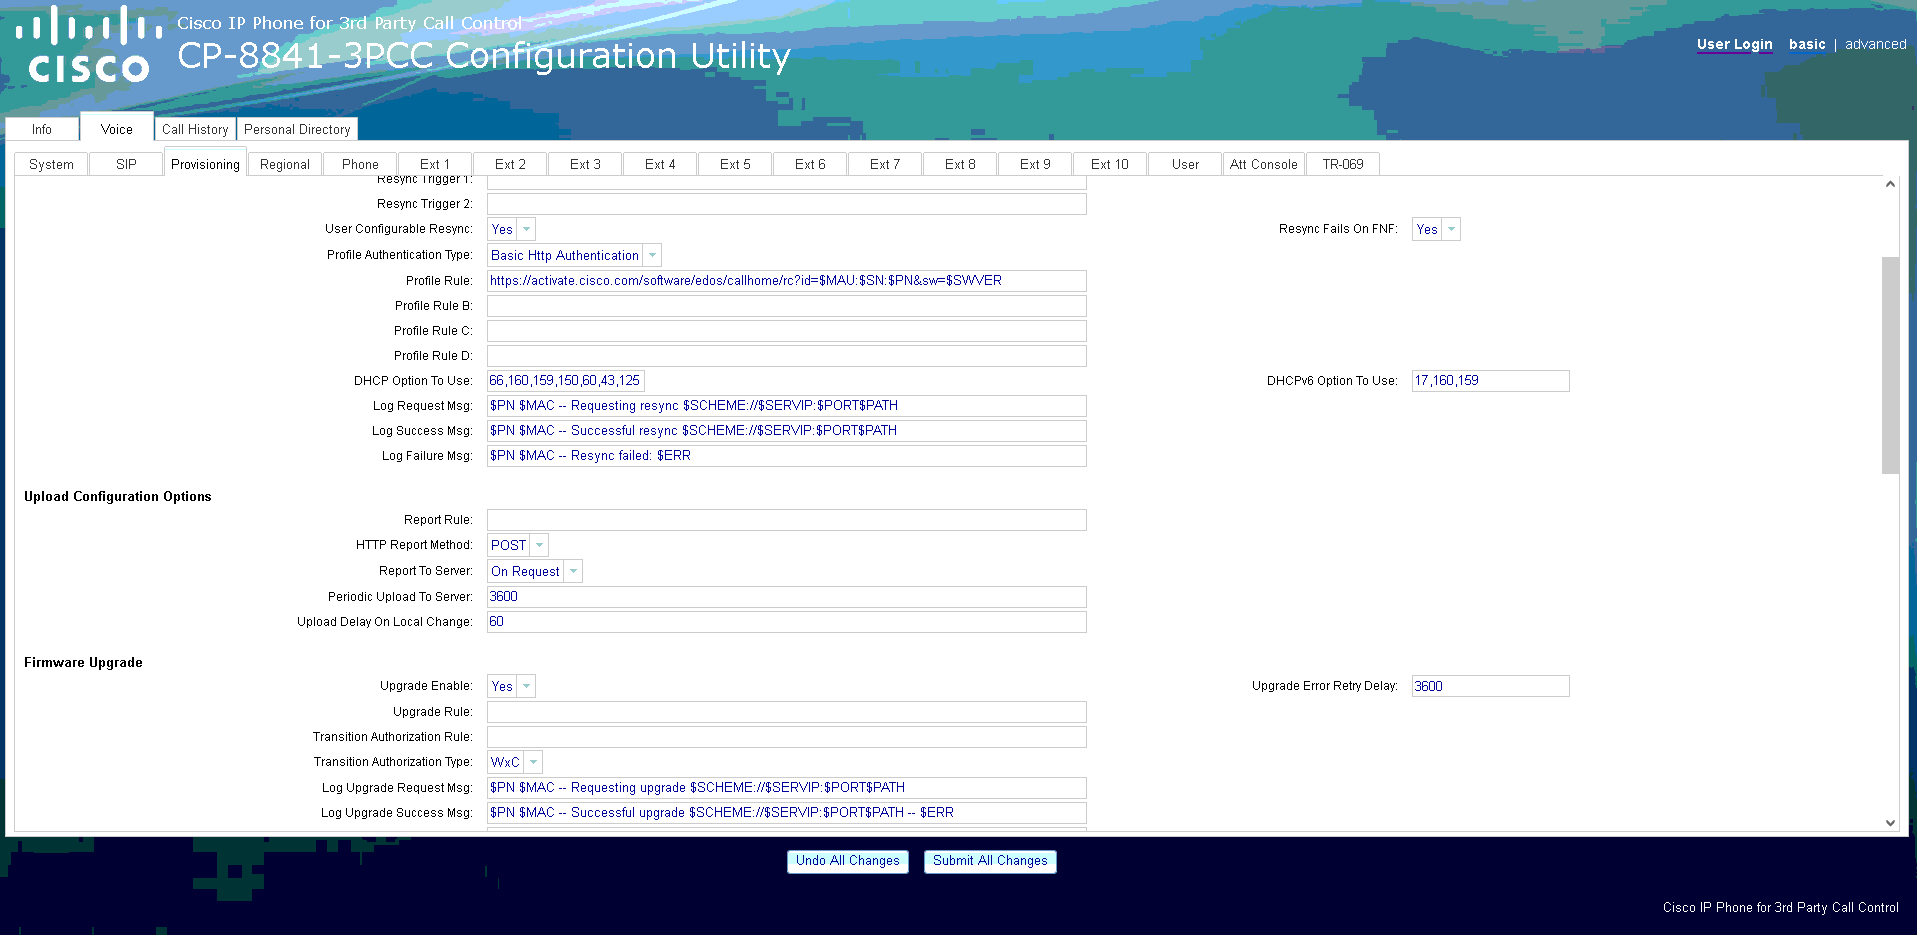 Cisco IP Phone for 3rd Party Call Control
CISCO
CP-8841-3PCC Configuration Utility
User Login basic | advanced
Info Voice Call History Personal Directory
System SIP Provisioning Regional Phone Ext 1 Ext 2 Ext 3 Ext 4 Ext 5 Ext 6 Ext 7 Ext 8 Ext 9 Ext 10 User Att Console TR-069
Resync Trigger 1:
Resync Trigger 2:
User Configurable Resync: Yes Resync Fails On FNF: Yes
Profile Authentication Type: Basic Http Authentication
Profile Rule: https://activate.cisco.com/software/edos/callhome/rc?id=$MAU:$SN:$PN&sw=$SWVER
Profile Rule B:
Profile Rule C:
Profile Rule D:
DHCP Option To Use: 66,160,159,150,60,43,125 DHCPv6 Option To Use: 17,160,159
Log Request Msg: $PN $MAC -- Requesting resync $SCHEME://$SERVIP:$PORT$PATH
Log Success Msg: $PN $MAC -- Successful resync $SCHEME://$SERVIP:$PORT$PATH
Log Failure Msg: $PN $MAC -- Resync failed: $ERR
Upload Configuration Options
Report Rule:
HTTP Report Method: POST
Report To Server: On Request
Periodic Upload To Server: 3600
Upload Delay On Local Change: 60
Firmware Upgrade
Upgrade Enable: Yes Upgrade Error Retry Delay: 3600
Upgrade Rule:
Transition Authorization Rule:
Transition Authorization Type: WxC
Log Upgrade Request Msg: $PN $MAC -- Requesting upgrade $SCHEME://$SERVIP:$PORT$PATH
Log Upgrade Success Msg: $PN $MAC -- Successful upgrade $SCHEME://$SERVIP:$PORT$PATH -- $ERR
Undo All Changes Submit All Changes
Cisco IP Phone for 3rd Party Call Control